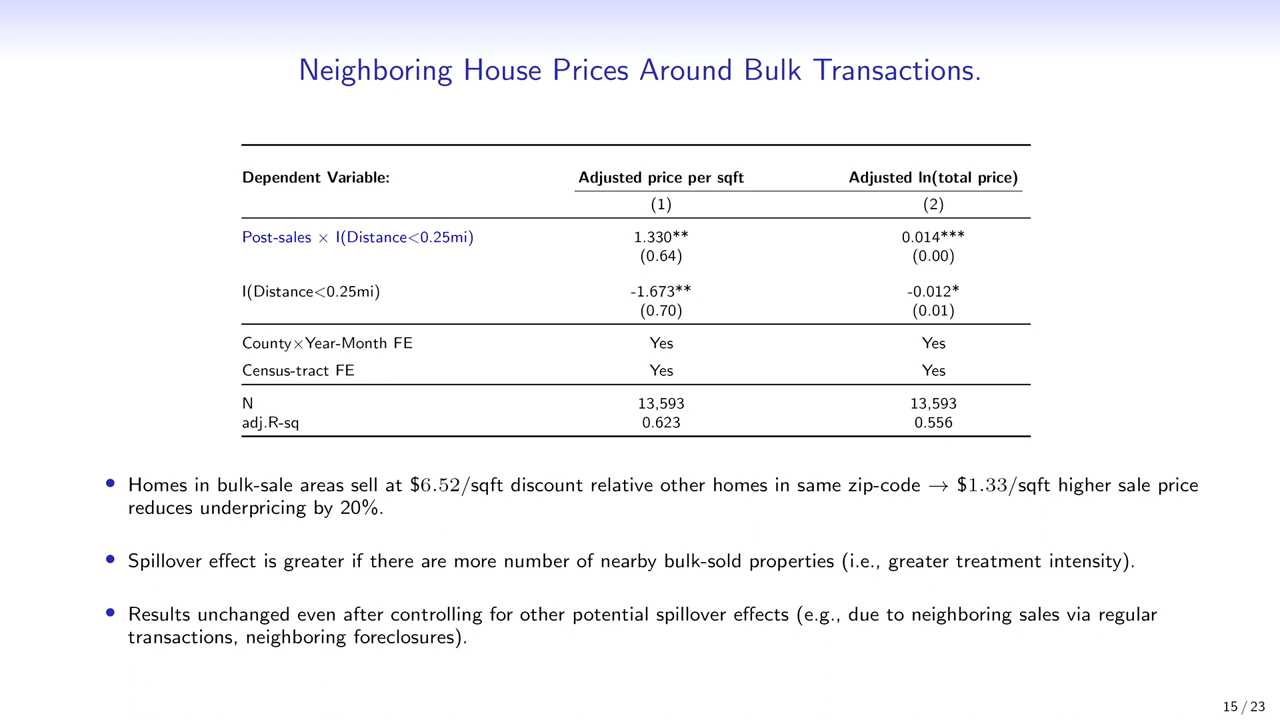 Neighboring House Prices Around Bulk Transactions.
Dependent Variable: Adjusted price per sqft Adjusted ln(total price)
(1) (2)
Post-sales × I(Distance<0.25mi) 1.330** 0.014***
(0.64) (0.00)
I(Distance<0.25mi) -1.673** -0.012*
(0.70) (0.01)
County×Year-Month FE Yes Yes
Census-tract FE Yes Yes
N 13,593 13,593
adj.R-sq 0.623 0.556
• Homes in bulk-sale areas sell at $6.52/sqft discount relative other homes in same zip-code → $1.33/sqft higher sale price
reduces underpricing by 20%.
• Spillover effect is greater if there are more number of nearby bulk-sold properties (i.e., greater treatment intensity).
• Results unchanged even after controlling for other potential spillover effects (e.g., due to neighboring sales via regular
transactions, neighboring foreclosures).
15 / 23